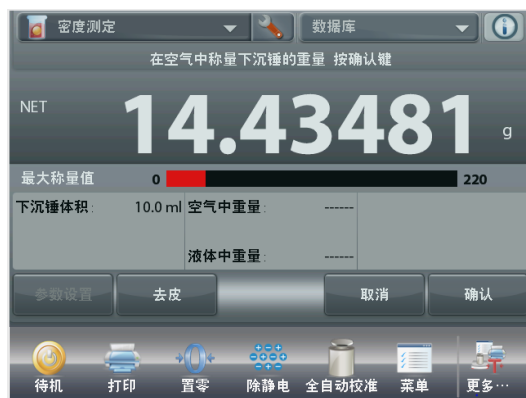 密度测定 数据库
在空气中称量下沉锤的重量 按确认键
NET 14.43481 g
最大称量值 0 220
下沉锤体积: 10.0 ml 空气中重量: ------
液体中重量: ------
参数设置 去皮 取消 确认
待机 打印 置零 除静电 全自动校准 菜单 更多...